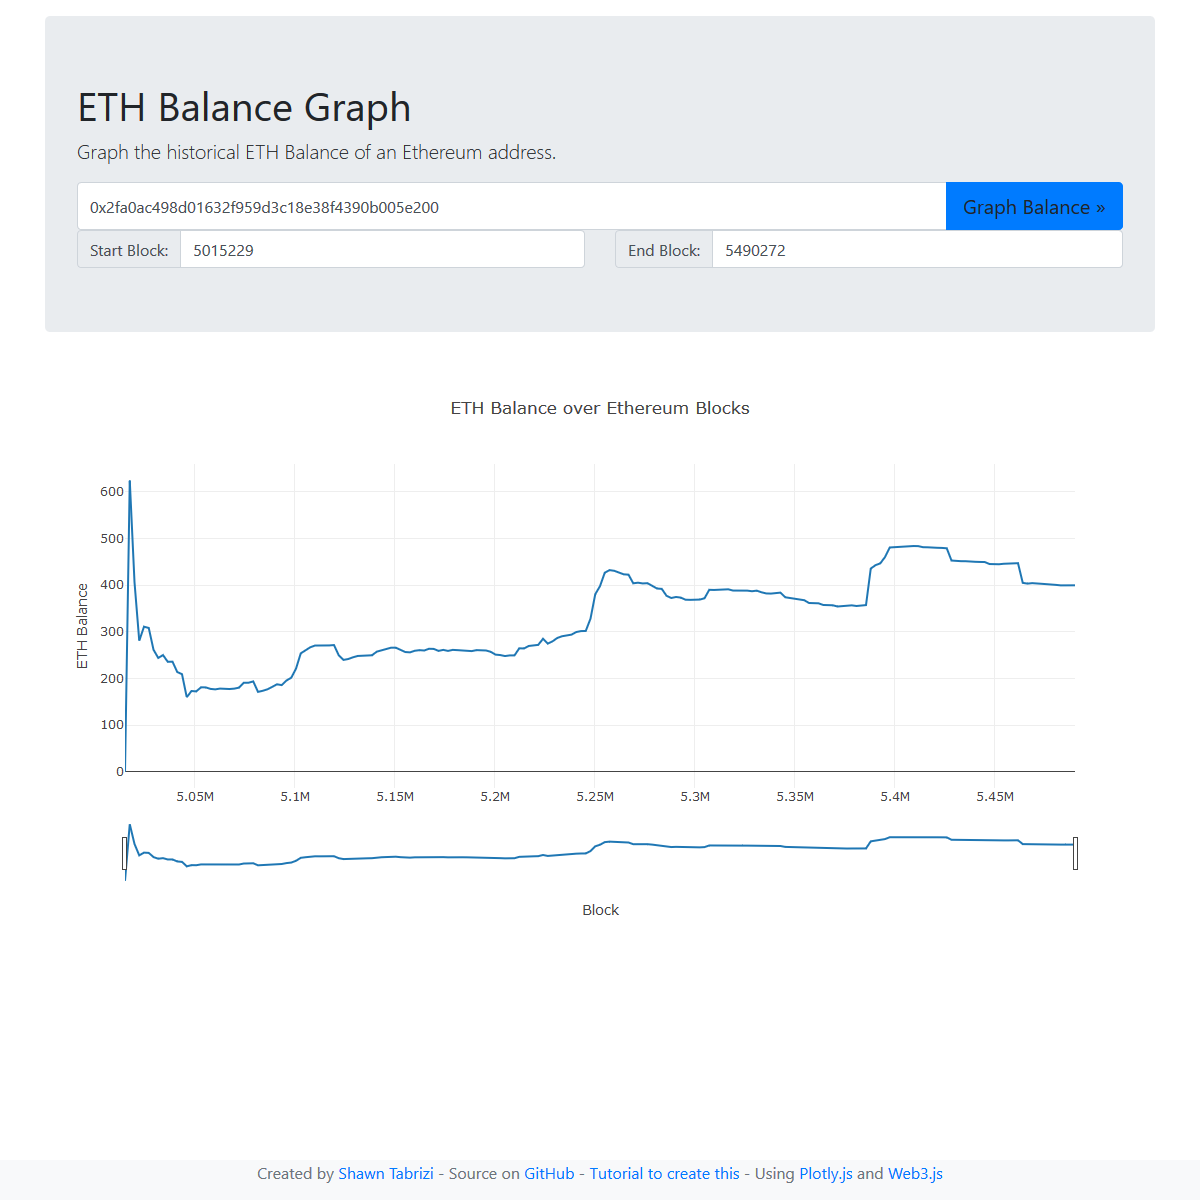 ETH Balance Graph
Graph the historical ETH Balance of an Ethereum address.
0x2fa0ac498d01632f959d3c18e38f4390b005e200
Graph Balance »
Start Block: 5015229
End Block: 5490272
ETH Balance over Ethereum Blocks
600
500
400
300
200
100
0
ETH Balance
5.05M 5.1M 5.15M 5.2M 5.25M 5.3M 5.35M 5.4M 5.45M
Block
Created by Shawn Tabrizi - Source on GitHub - Tutorial to create this - Using Plotly.js and Web3.js